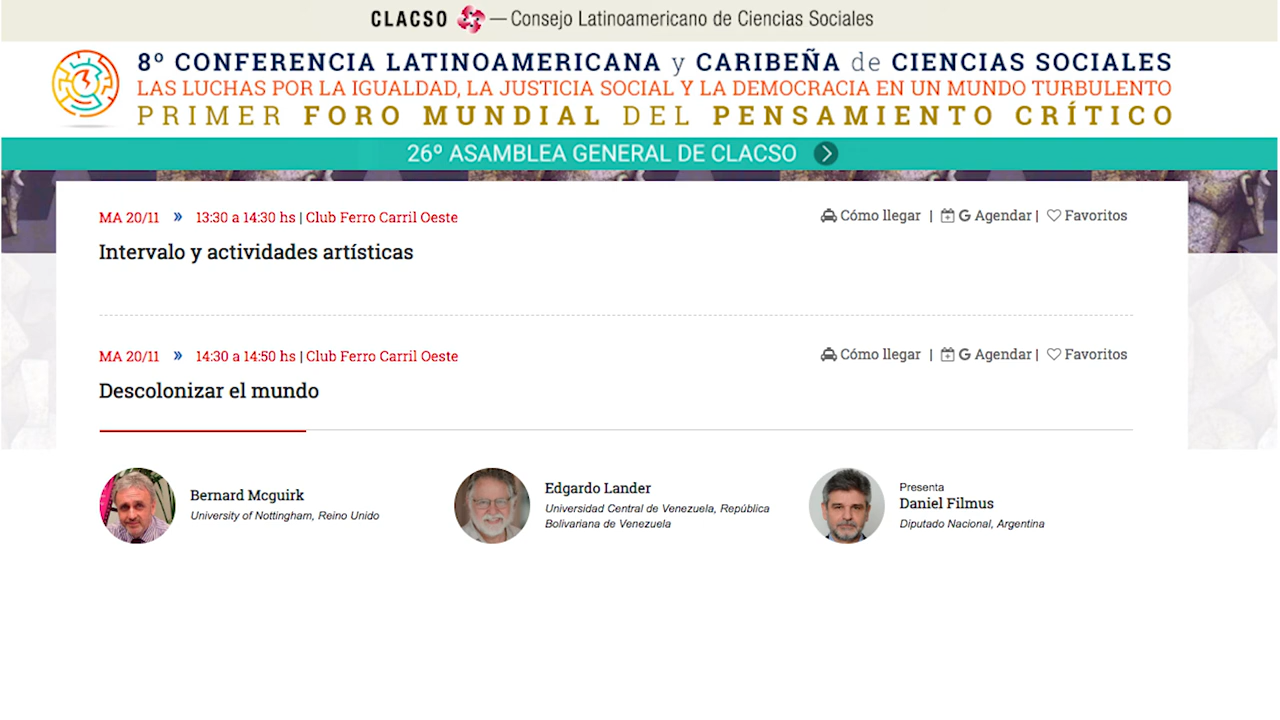 CLACSO — Consejo Latinoamericano de Ciencias Sociales
8º CONFERENCIA LATINOAMERICANA y CARIBEÑA de CIENCIAS SOCIALES
LAS LUCHAS POR LA IGUALDAD, LA JUSTICIA SOCIAL Y LA DEMOCRACIA EN UN MUNDO TURBULENTO
PRIMER FORO MUNDIAL DEL PENSAMIENTO CRÍTICO
26º ASAMBLEA GENERAL DE CLACSO
MA 20/11 » 13:30 a 14:30 hs | Club Ferro Carril Oeste
Cómo llegar | G Agendar | Favoritos
Intervalo y actividades artísticas
MA 20/11 » 14:30 a 14:50 hs | Club Ferro Carril Oeste
Cómo llegar | G Agendar | Favoritos
Descolonizar el mundo
Bernard Mcguirk
University of Nottingham, Reino Unido
Edgardo Lander
Universidad Central de Venezuela, República
Bolivariana de Venezuela
Presenta
Daniel Filmus
Diputado Nacional, Argentina